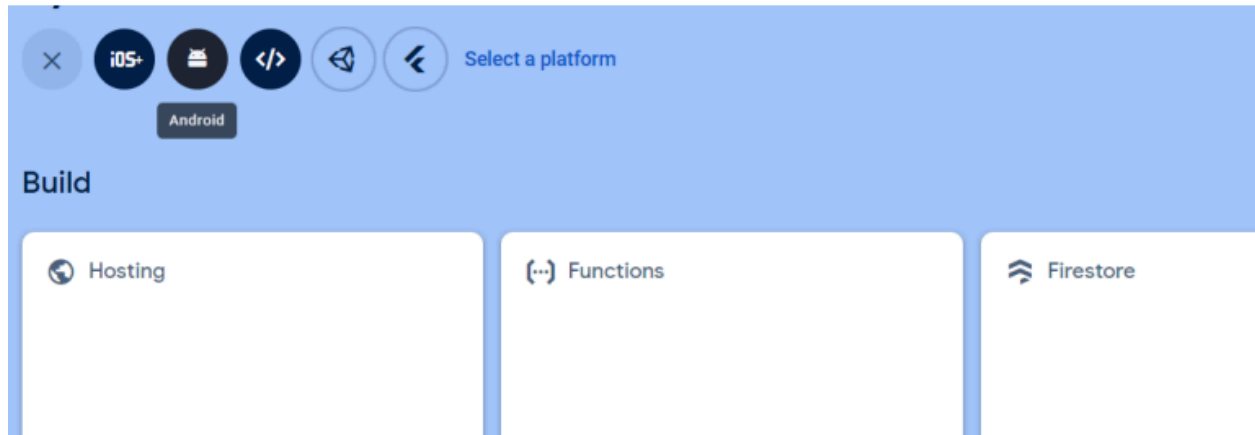 iOS+
</>
Select a platform
Android
Build
Hosting
Functions
Firestore